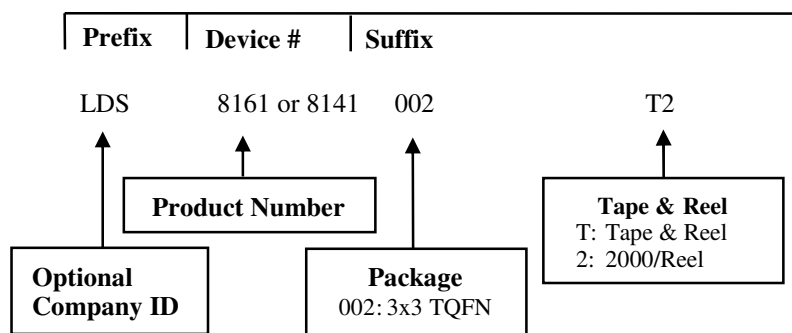 Prefix Device # Suffix
LDS 8161 or 8141 002 T2
Product Number
Tape & Reel
T: Tape & Reel
2: 2000/Reel
Optional
Company ID
Package
002: 3x3 TQFN